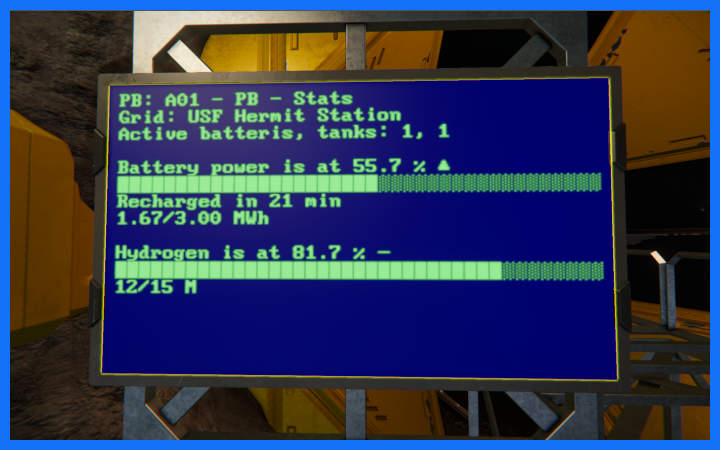 PB: A01 - PB - Stats
Grid: USF Hermit Station
Active batteris, tanks: 1, 1
Battery power is at 55.7 % ▲
Recharged in 21 min
1.67/3.00 MWh
Hydrogen is at 81.7 % -
12/15 M